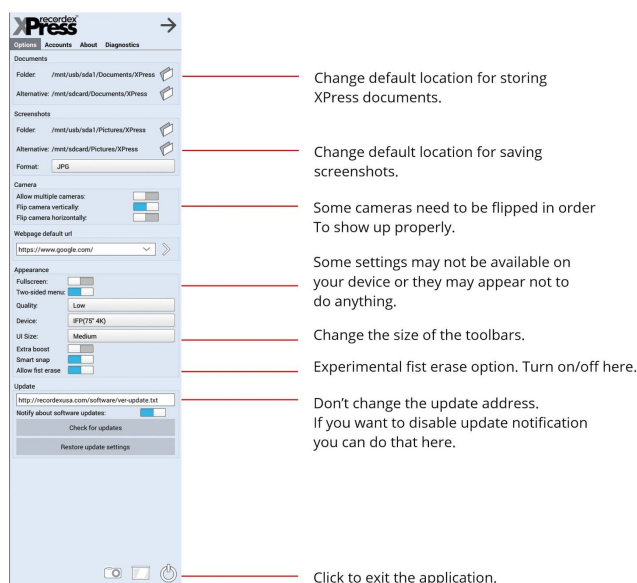 recordex
XPress
Options Accounts About Diagnostics
Documents
Folder: /mnt/usb/sda1/Documents/XPress
Alternative: /mnt/sdcard/Documents/XPress
Change default location for storing
XPress documents.
Screenshots
Folder: /mnt/usb/sda1/Pictures/XPress
Alternative: /mnt/sdcard/Pictures/XPress
Format: JPG
Change default location for saving
screenshots.
Camera
Allow multiple cameras:
Flip camera vertically:
Flip camera horizontally:
Some cameras need to be flipped in order
To show up properly.
Webpage default url
https://www.google.com/
Appearance
Fullscreen:
Two-sided menu:
Quality: Low
Device: IFP(75" 4K)
Some settings may not be available on
your device or they may appear not to
do anything.
UI Size: Medium
Change the size of the toolbars.
Extra boost
Smart snap
Allow fist erase
Experimental fist erase option. Turn on/off here.
Update
http://recordexusa.com/software/ver-update.txt
Notify about software updates:
Check for updates
Restore update settings
Don’t change the update address.
If you want to disable update notification
you can do that here.
Click to exit the application.